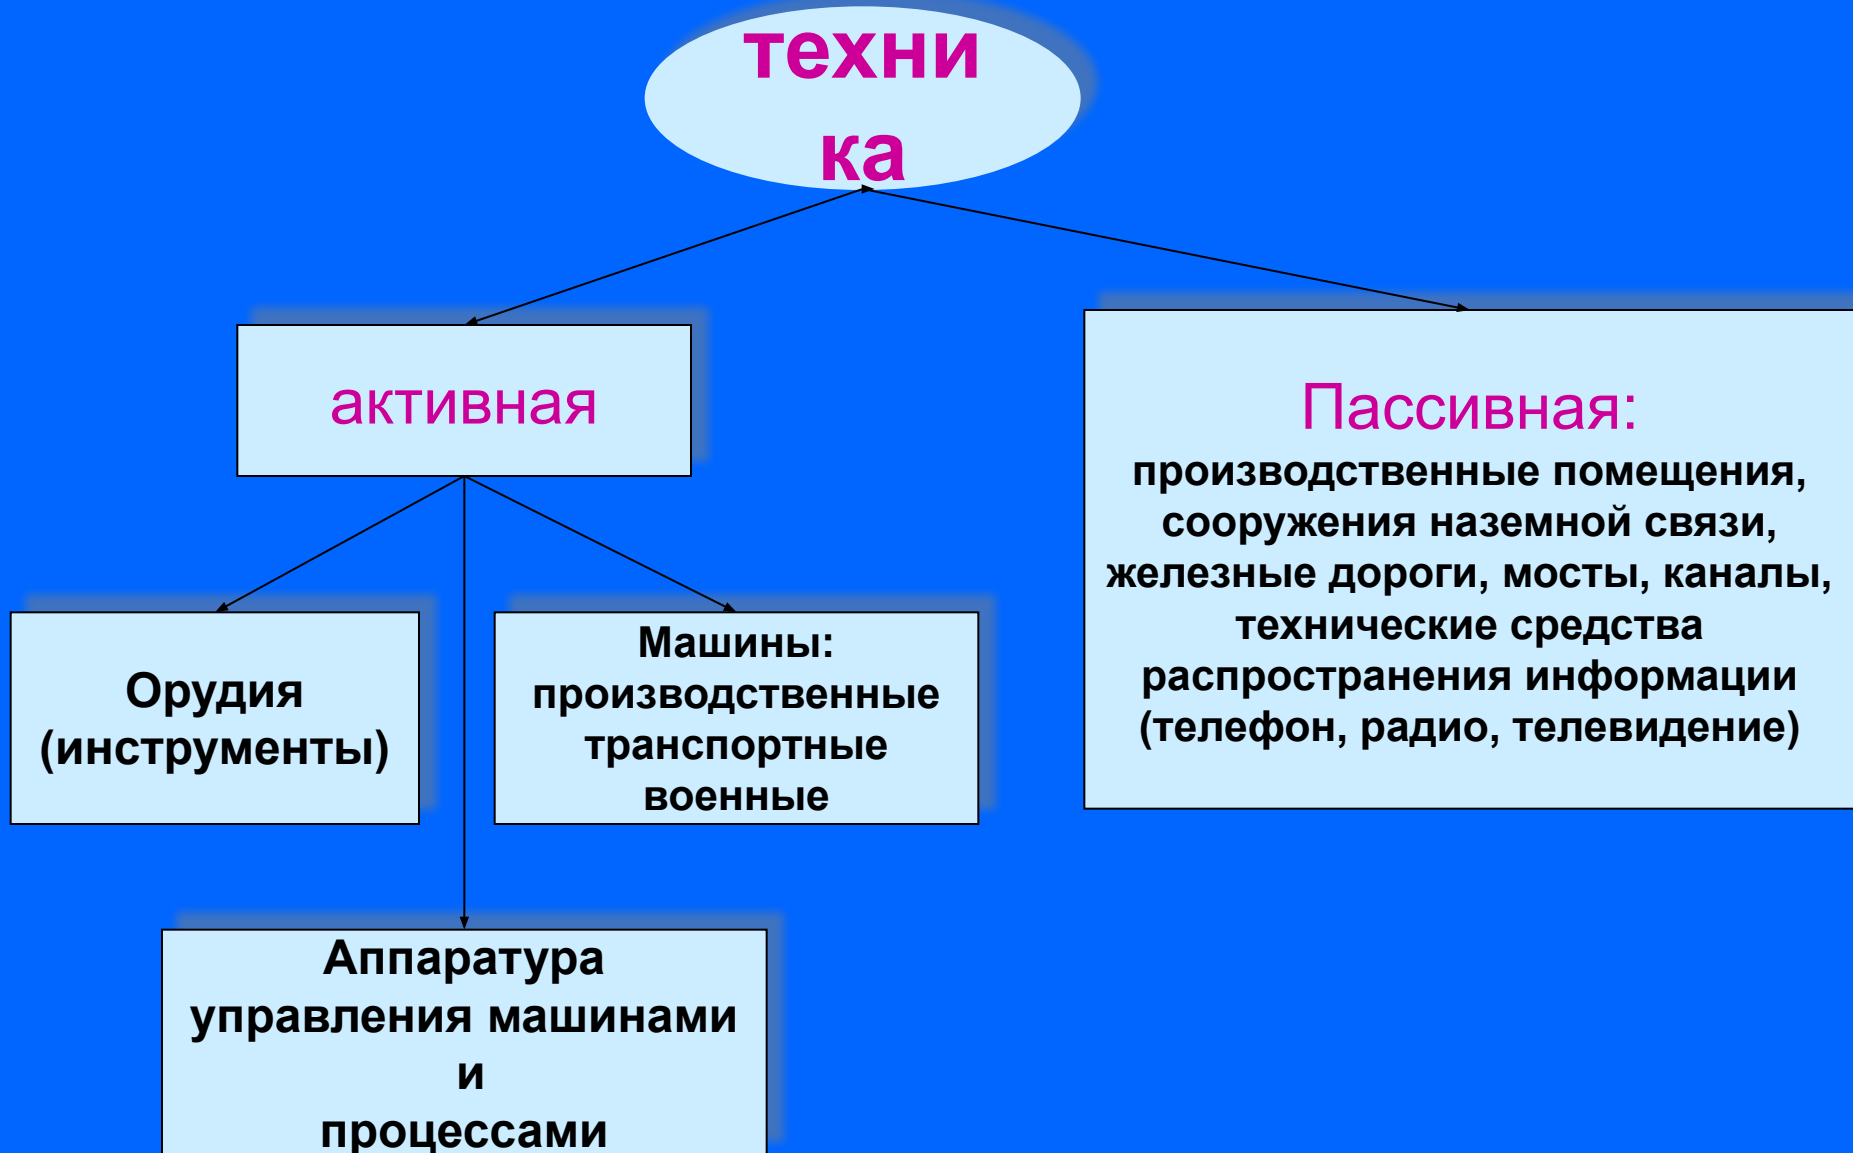 техни
ка
активная
Пассивная:
производственные помещения,
сооружения наземной связи,
железные дороги, мосты, каналы,
технические средства
распространения информации
(телефон, радио, телевидение)
Орудия
(инструменты)
Машины:
производственные
транспортные
военные
Аппаратура
управления машинами
и
процессами